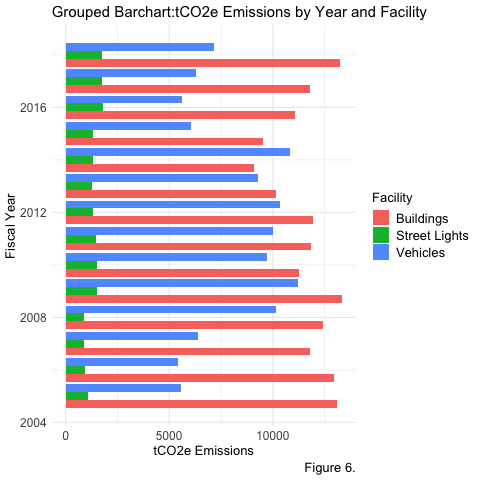 Grouped Barchart:tCO2e Emissions by Year and Facility
2016
2012
2008
2004
Fiscal Year
0 5000 10000
tCO2e Emissions
Facility
Buildings
Street Lights
Vehicles
Figure 6.